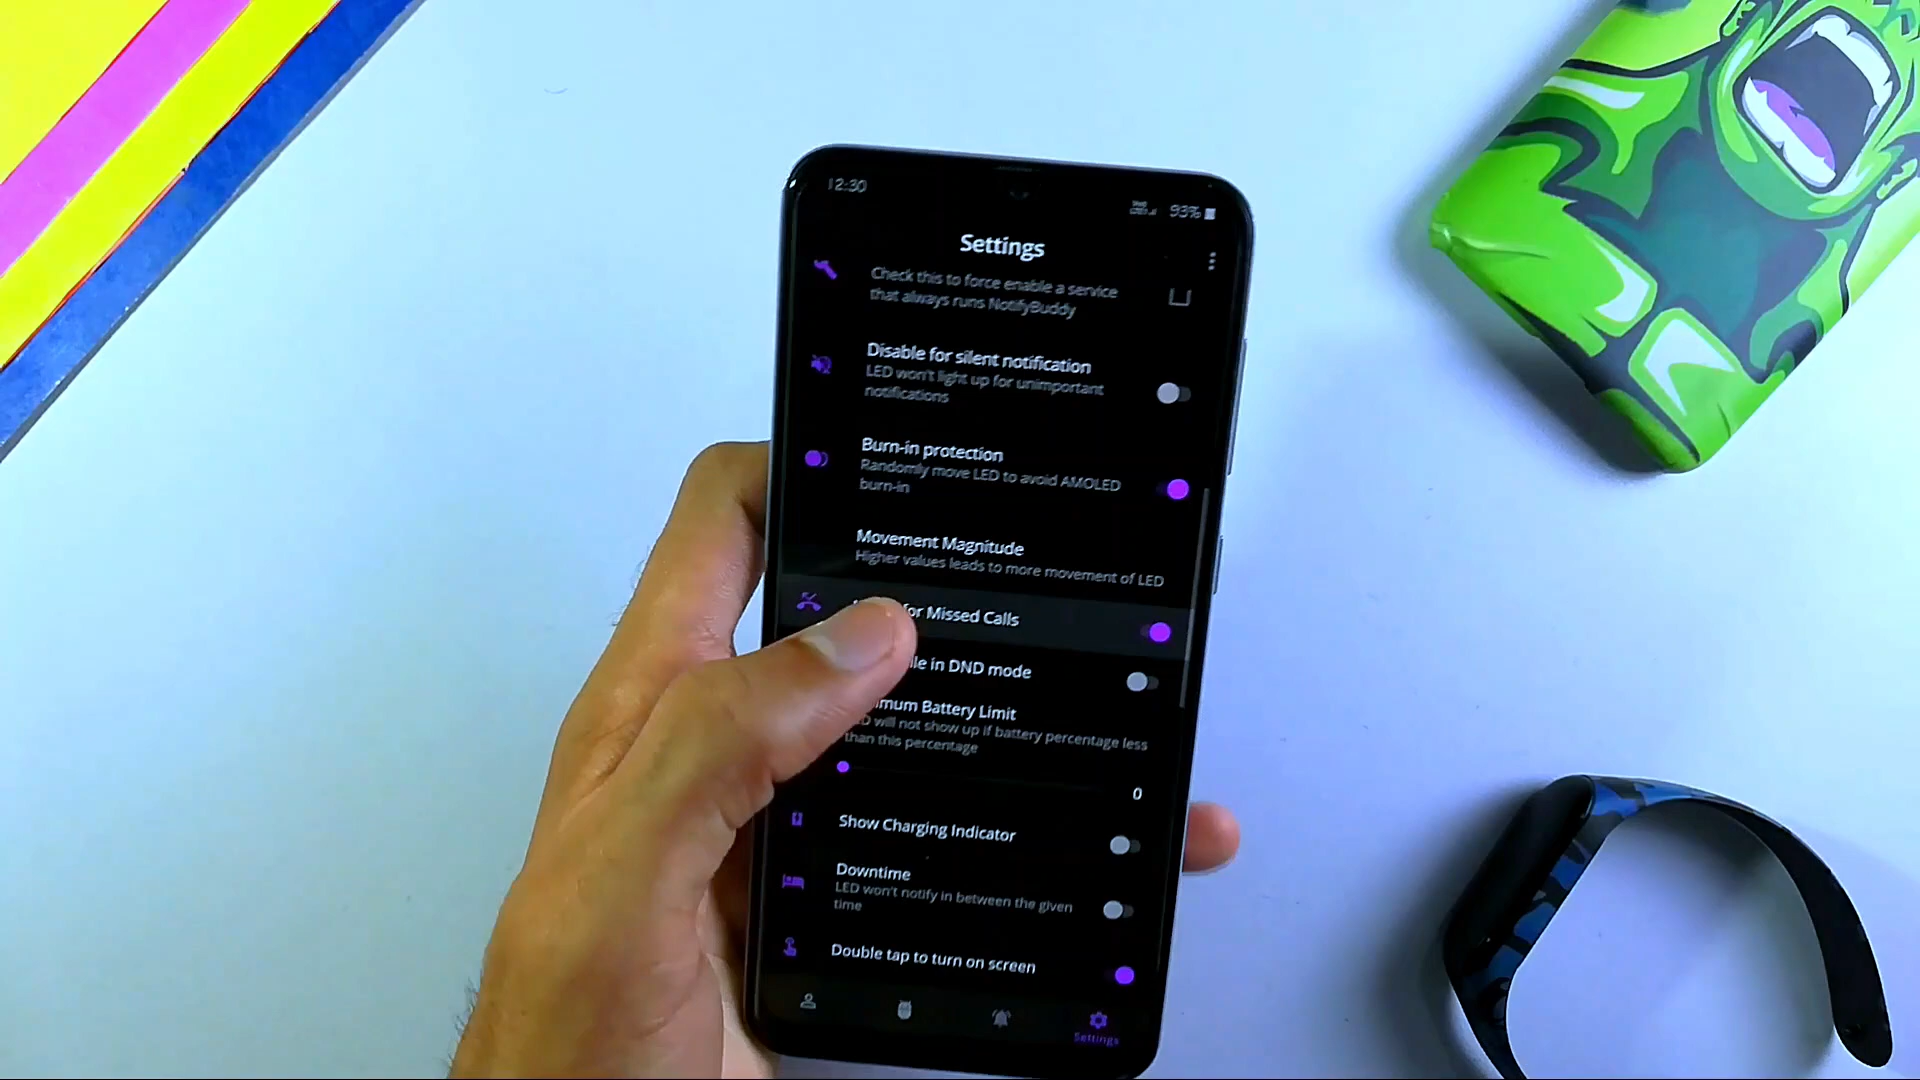 12:30
93%
Settings
Check this to force enable a service
that always runs NotifyBuddy
Disable for silent notification
LED won't light up for unimportant
notifications
Burn-in protection
Randomly move LED to avoid AMOLED
burn-in
Movement Magnitude
Higher values leads to more movement of LED
for Missed Calls
in DND mode
Battery Limit
will not show up if battery percentage less
than this percentage
0
Show Charging Indicator
Downtime
LED won't notify in between the given
time
Double tap to turn on screen
Settings